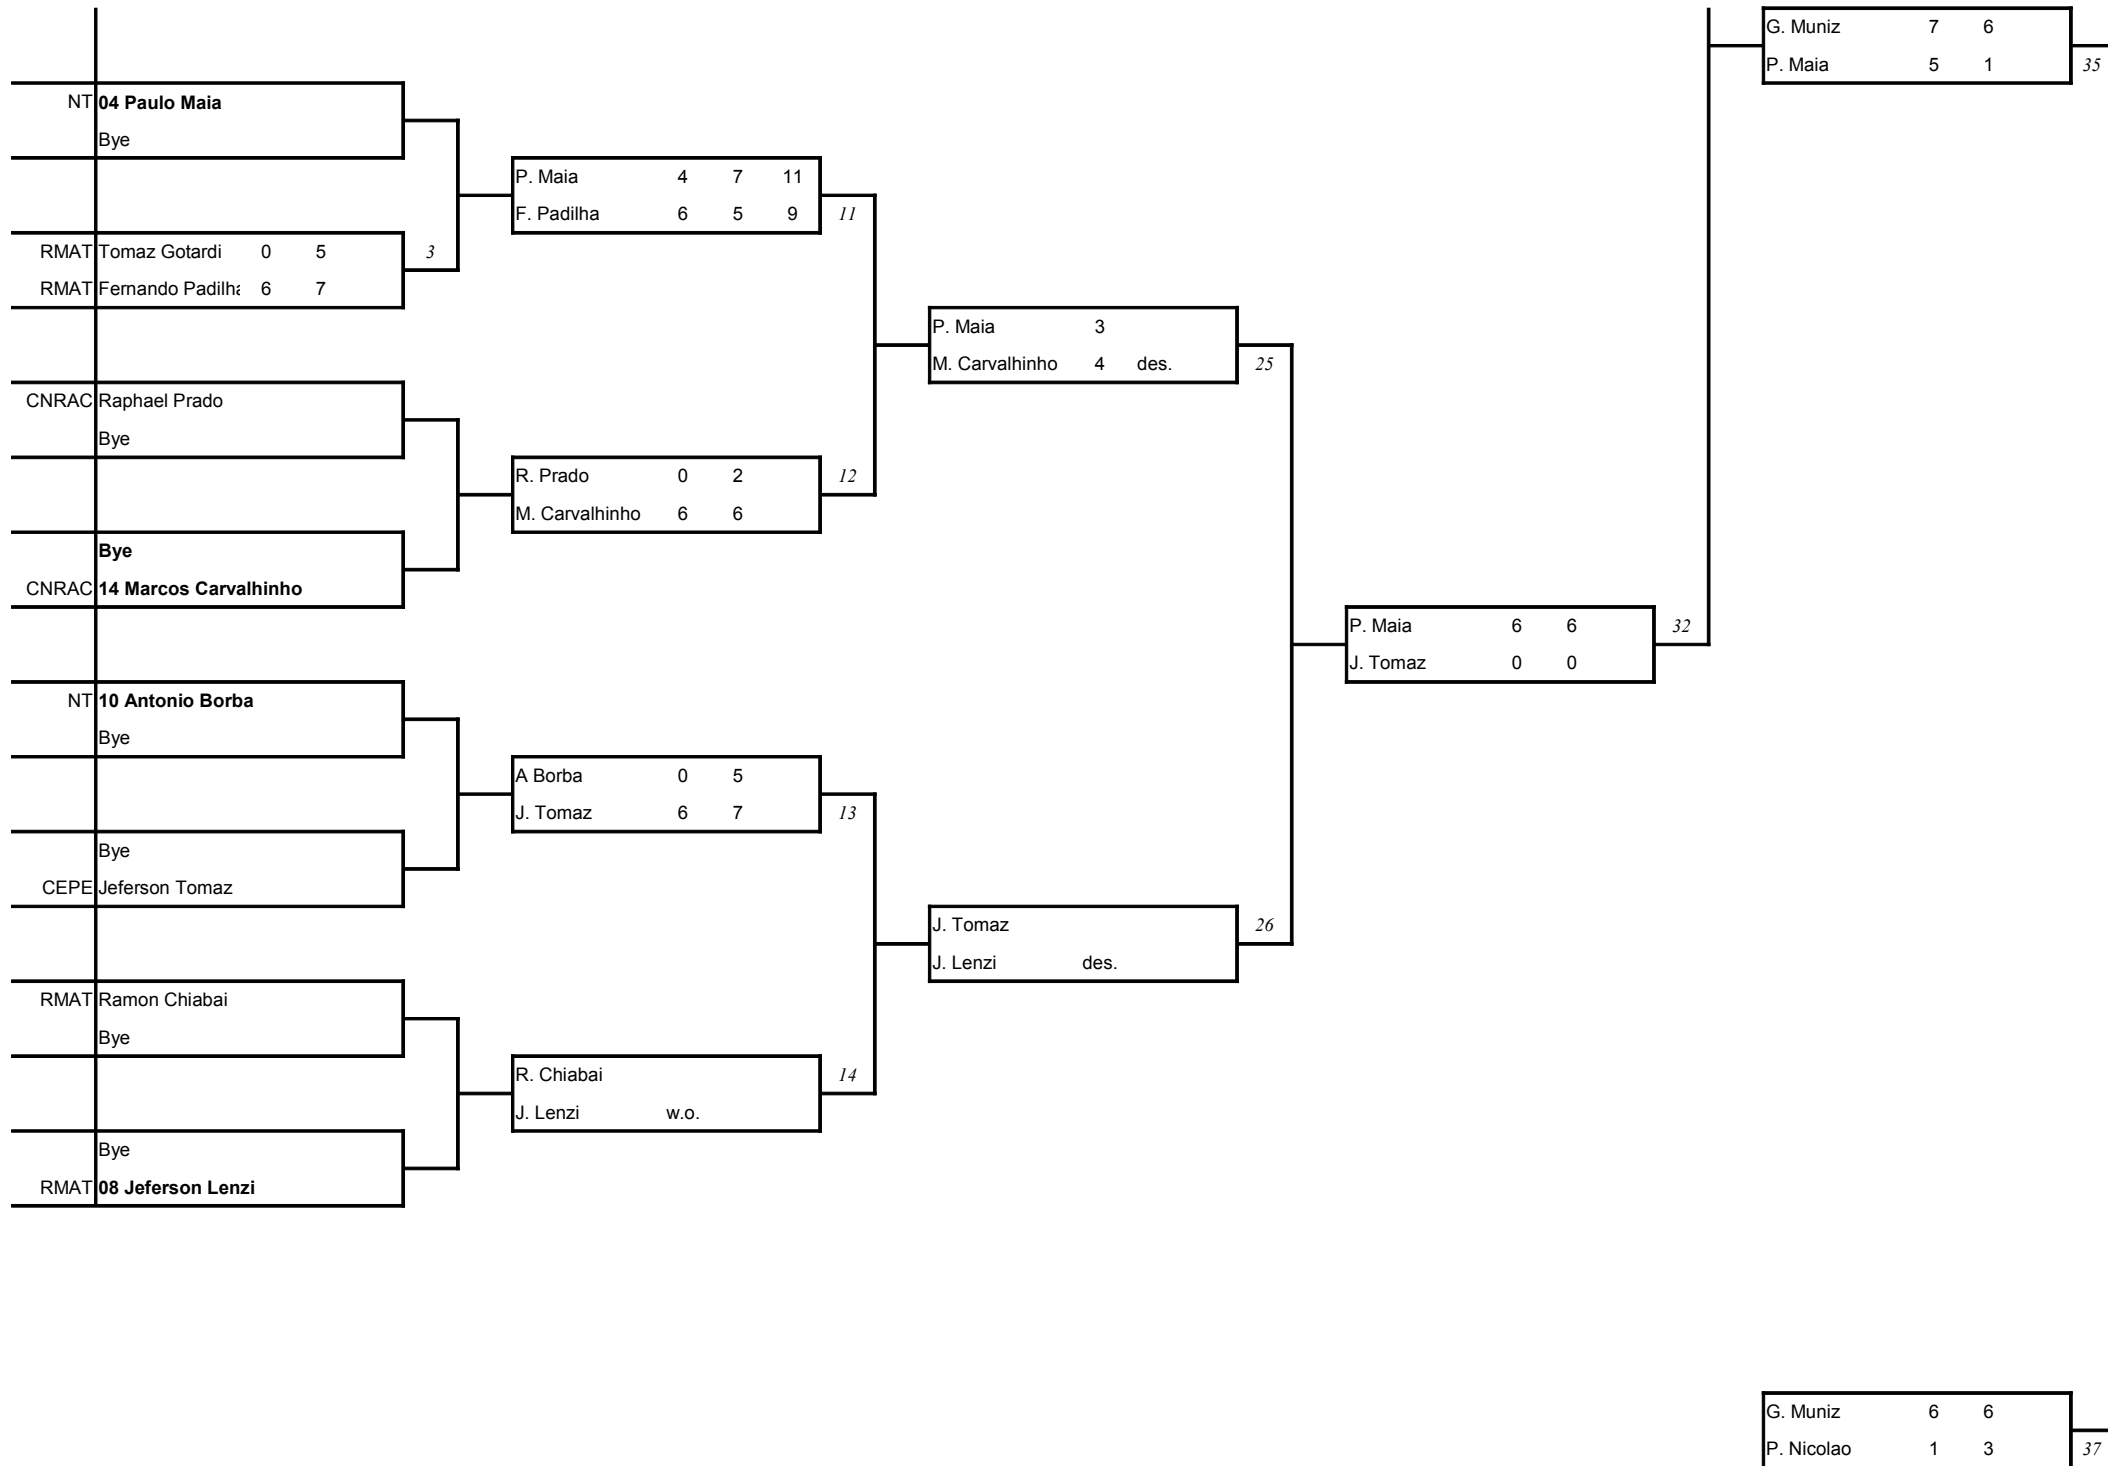 G. Muniz 7 6
P. Maia 5 1 35
NT 04 Paulo Maia
Bye
P. Maia 4 7 11
F. Padilha 6 5 9 11
RMAT Tomaz Gotardi 0 5 3
RMAT Fernando Padilha 6 7
P. Maia 3
M. Carvalhinho 4 des. 25
CNRAC Raphael Prado
Bye
R. Prado 0 2 12
M. Carvalhinho 6 6
Bye
CNRAC 14 Marcos Carvalhinho
P. Maia 6 6 32
J. Tomaz 0 0
NT 10 Antonio Borba
Bye
A Borba 0 5
J. Tomaz 6 7 13
Bye
CEPE Jeferson Tomaz
J. Tomaz 26
J. Lenzi des.
RMAT Ramon Chiabai
Bye
R. Chiabai 14
J. Lenzi w.o.
Bye
RMAT 08 Jeferson Lenzi
G. Muniz 6 6
P. Nicolao 1 3 37